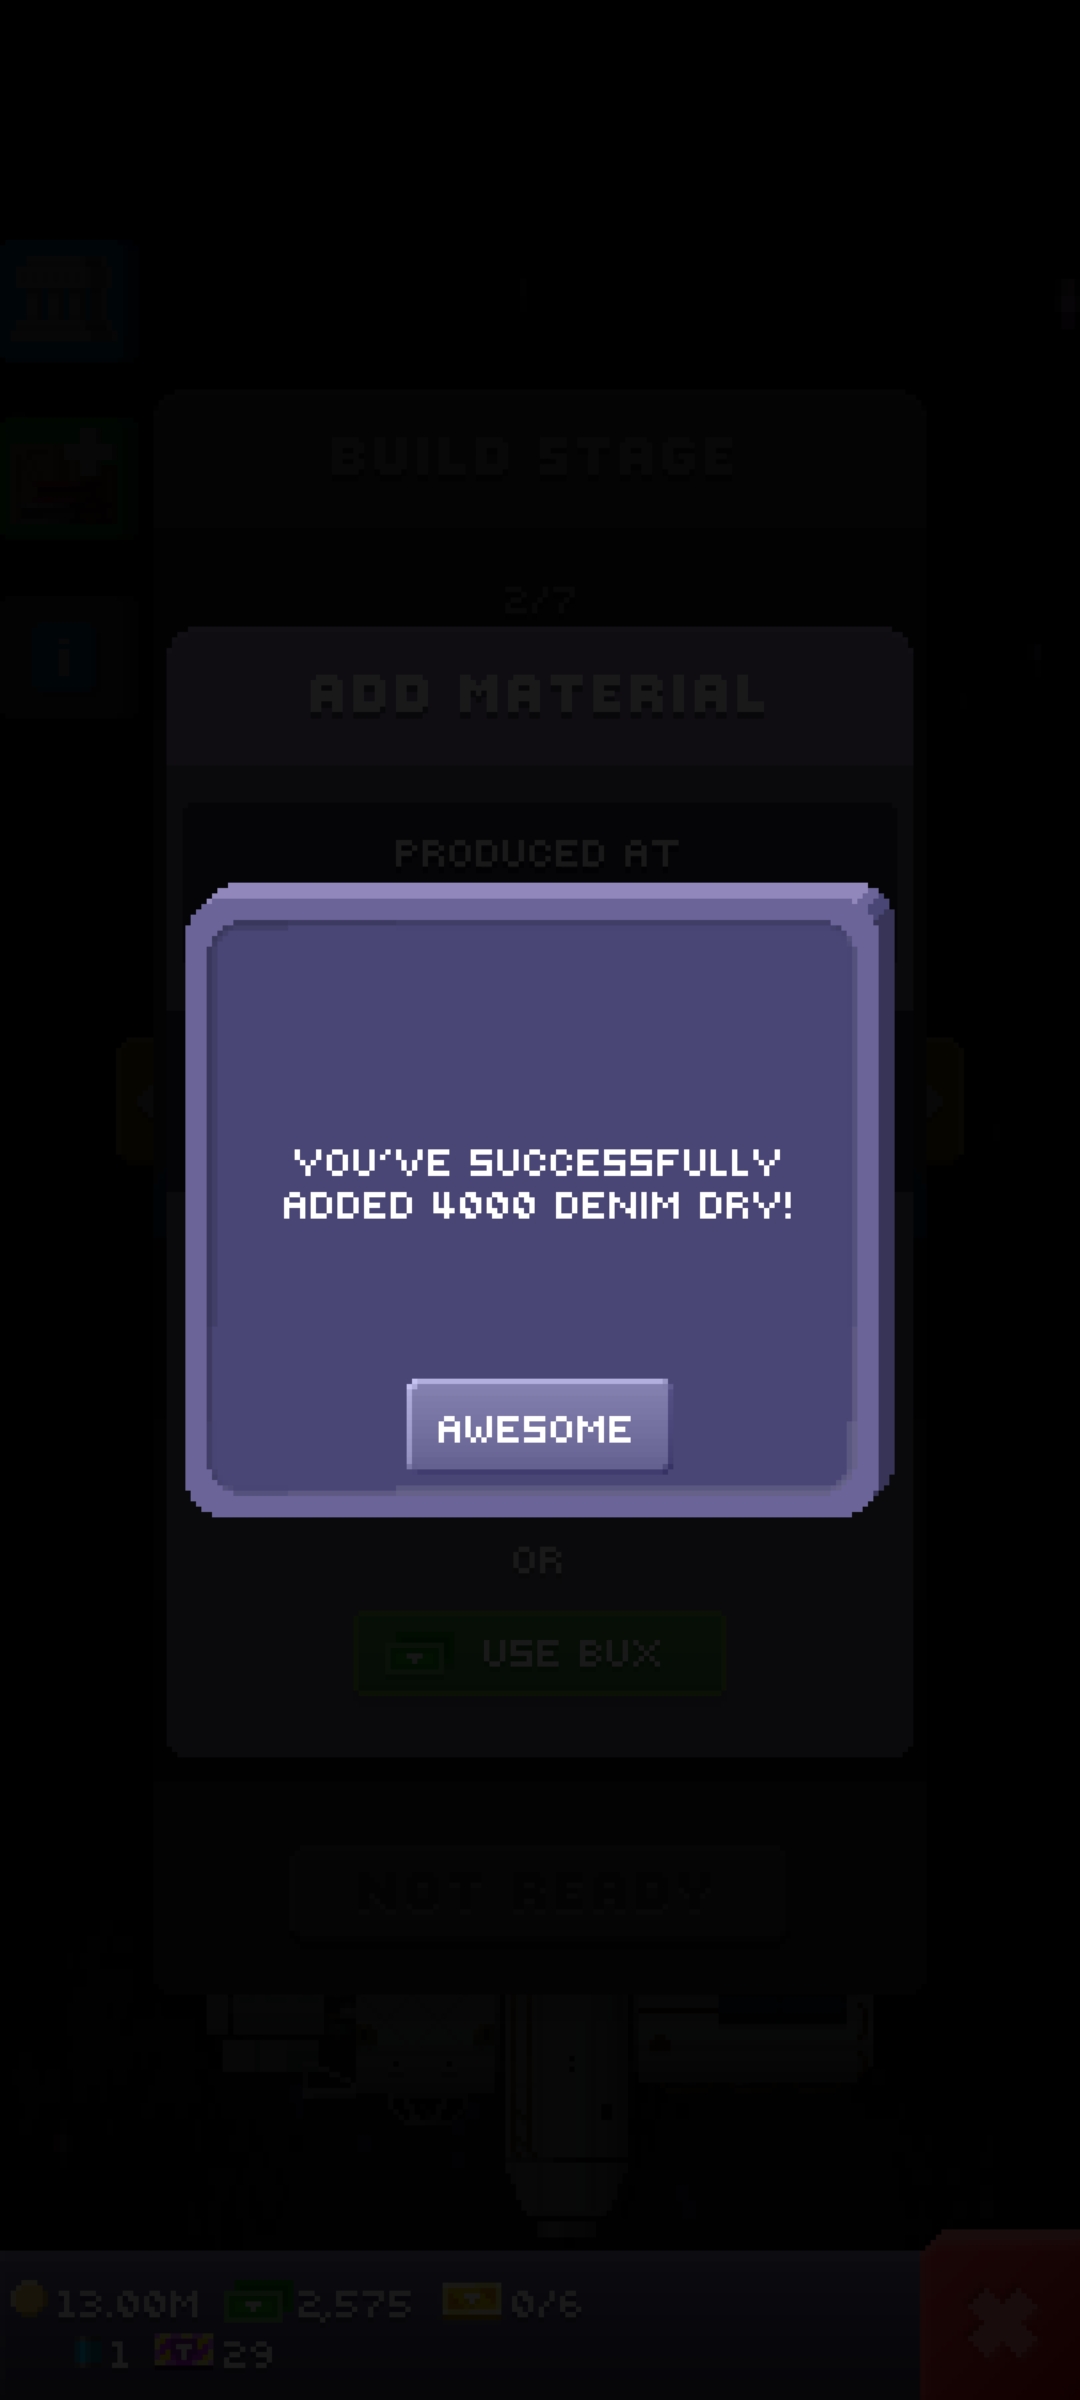 BUILD STAGE
2/7
ADD MATERIAL
PRODUCED AT
YOU'VE SUCCESSFULLY
ADDED 4000 DENIM DRY!
AWESOME
OR
USE BUX
NOT READY
13.00M 2,575 0/6
1 29